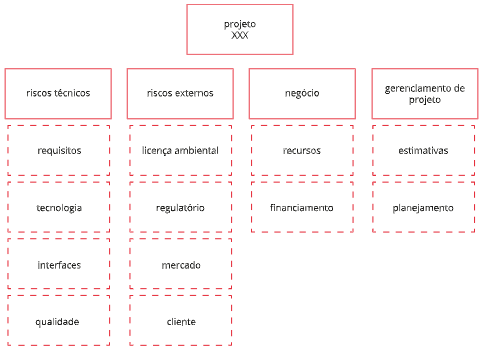 projeto
XXX
riscos técnicos
riscos externos
negócio
gerenciamento de
projeto
requisitos
licença ambiental
recursos
estimativas
tecnologia
regulatório
financiamento
planejamento
interfaces
mercado
qualidade
cliente